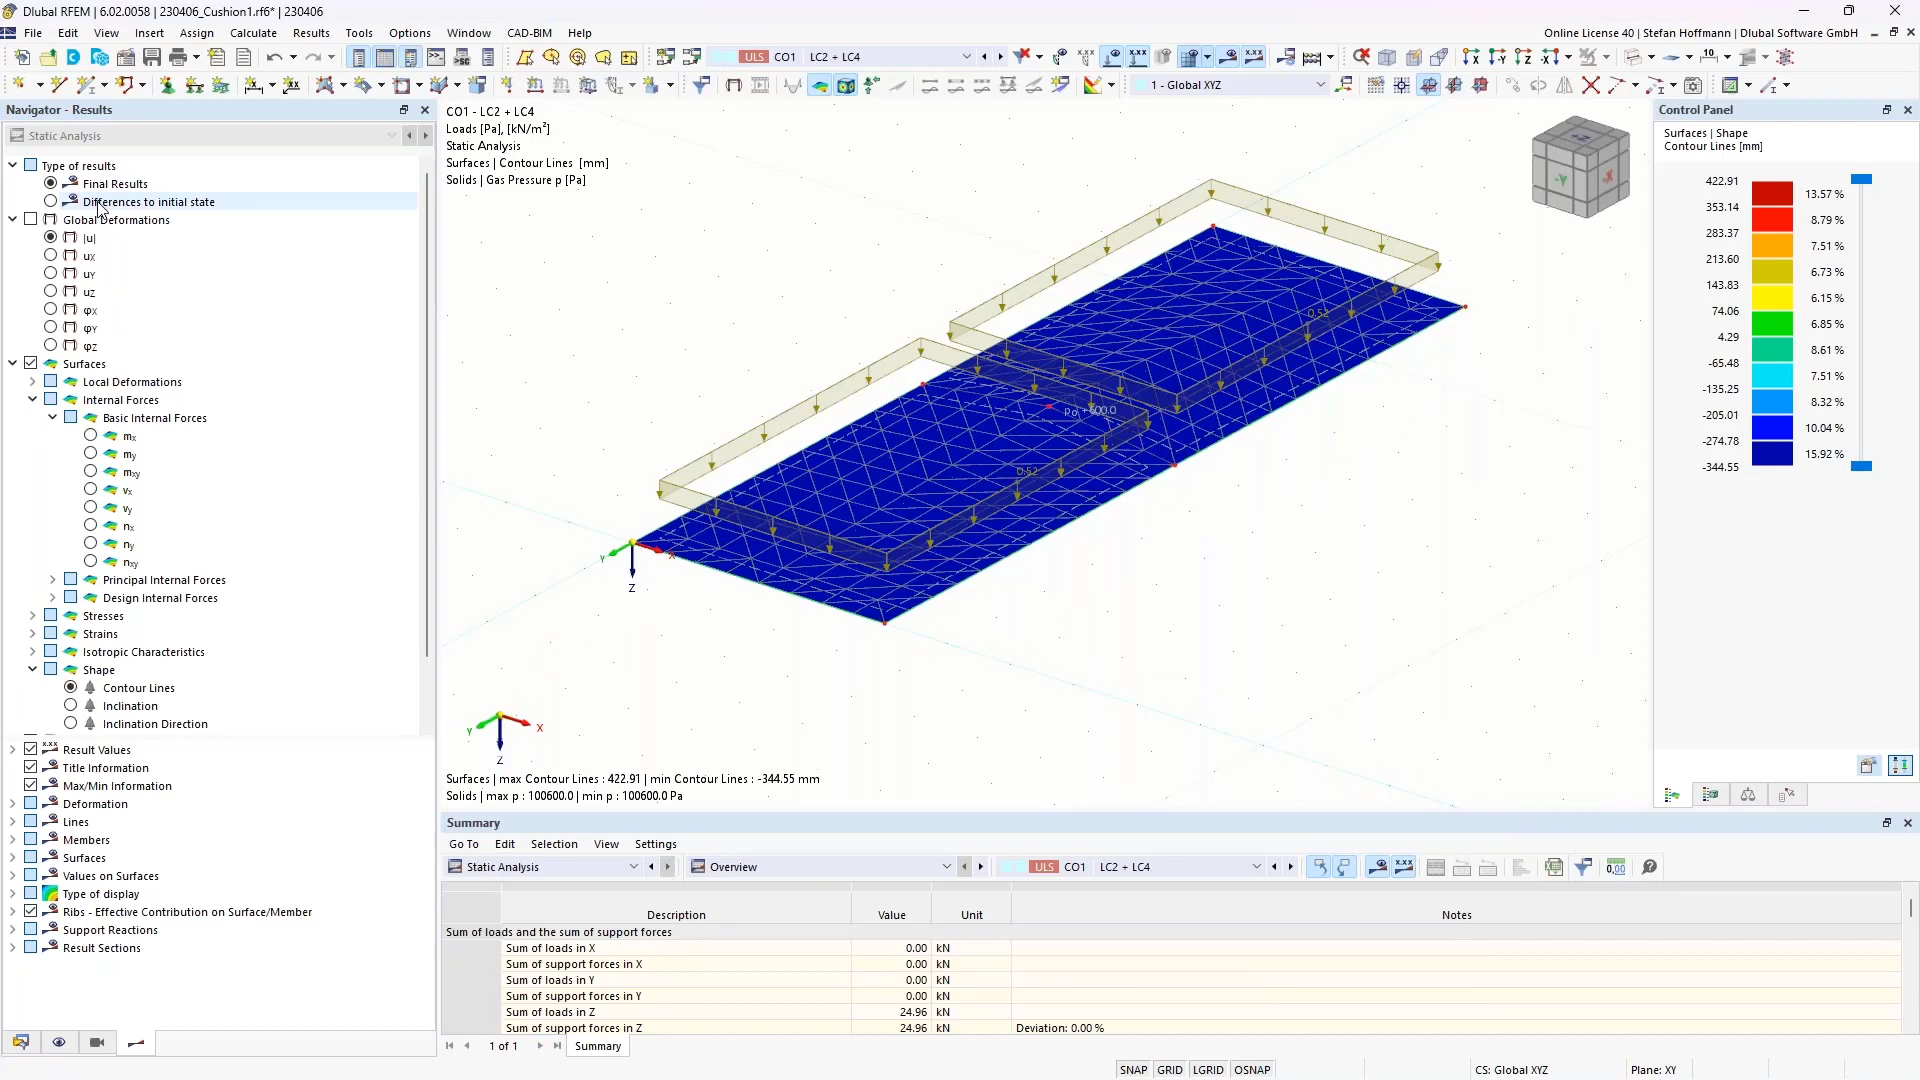 Dlubal RFEM | 6.02.0058 | 230406_Cushion1.rf6* | 230406
File Edit View Insert Assign Calculate Results Tools Options Window CAD-BIM Help
Online License 40 | Stefan Hoffmann | Dlubal Software GmbH
ULS CO1 LC2 + LC4
1 - Global XYZ
Navigator - Results
Static Analysis
Type of results
Final Results
Differences to initial state
Global Deformations
|u|
uX
uY
uZ
φX
φY
φZ
Surfaces
Local Deformations
Internal Forces
Basic Internal Forces
mx
my
mxy
vx
vy
nx
ny
nxy
Principal Internal Forces
Design Internal Forces
Stresses
Strains
Isotropic Characteristics
Shape
Contour Lines
Inclination
Inclination Direction
Result Values
Title Information
Max/Min Information
Deformation
Lines
Members
Surfaces
Values on Surfaces
Type of display
Ribs - Effective Contribution on Surface/Member
Support Reactions
Result Sections
CO1 - LC2 + LC4
Loads [Pa], [kN/m²]
Static Analysis
Surfaces | Contour Lines [mm]
Solids | Gas Pressure p [Pa]
+Z
-Y
-X
0.52
po + 600.0
0.52
Y
X
Z
Y
X
Z
Surfaces | max Contour Lines : 422.91 | min Contour Lines : -344.55 mm
Solids | max p : 100600.0 | min p : 100600.0 Pa
Control Panel
Surfaces | Shape
Contour Lines [mm]
422.91
13.57 %
353.14
8.79 %
283.37
7.51 %
213.60
6.73 %
143.83
6.15 %
74.06
6.85 %
4.29
8.61 %
-65.48
7.51 %
-135.25
8.32 %
-205.01
10.04 %
-274.78
15.92 %
-344.55
Summary
Go To Edit Selection View Settings
Static Analysis Overview ULS CO1 LC2 + LC4
Description Value Unit Notes
Sum of loads and the sum of support forces
Sum of loads in X 0.00 kN
Sum of support forces in X 0.00 kN
Sum of loads in Y 0.00 kN
Sum of support forces in Y 0.00 kN
Sum of loads in Z 24.96 kN
Sum of support forces in Z 24.96 kN Deviation: 0.00 %
1 of 1 Summary
SNAP GRID LGRID OSNAP CS: Global XYZ Plane: XY